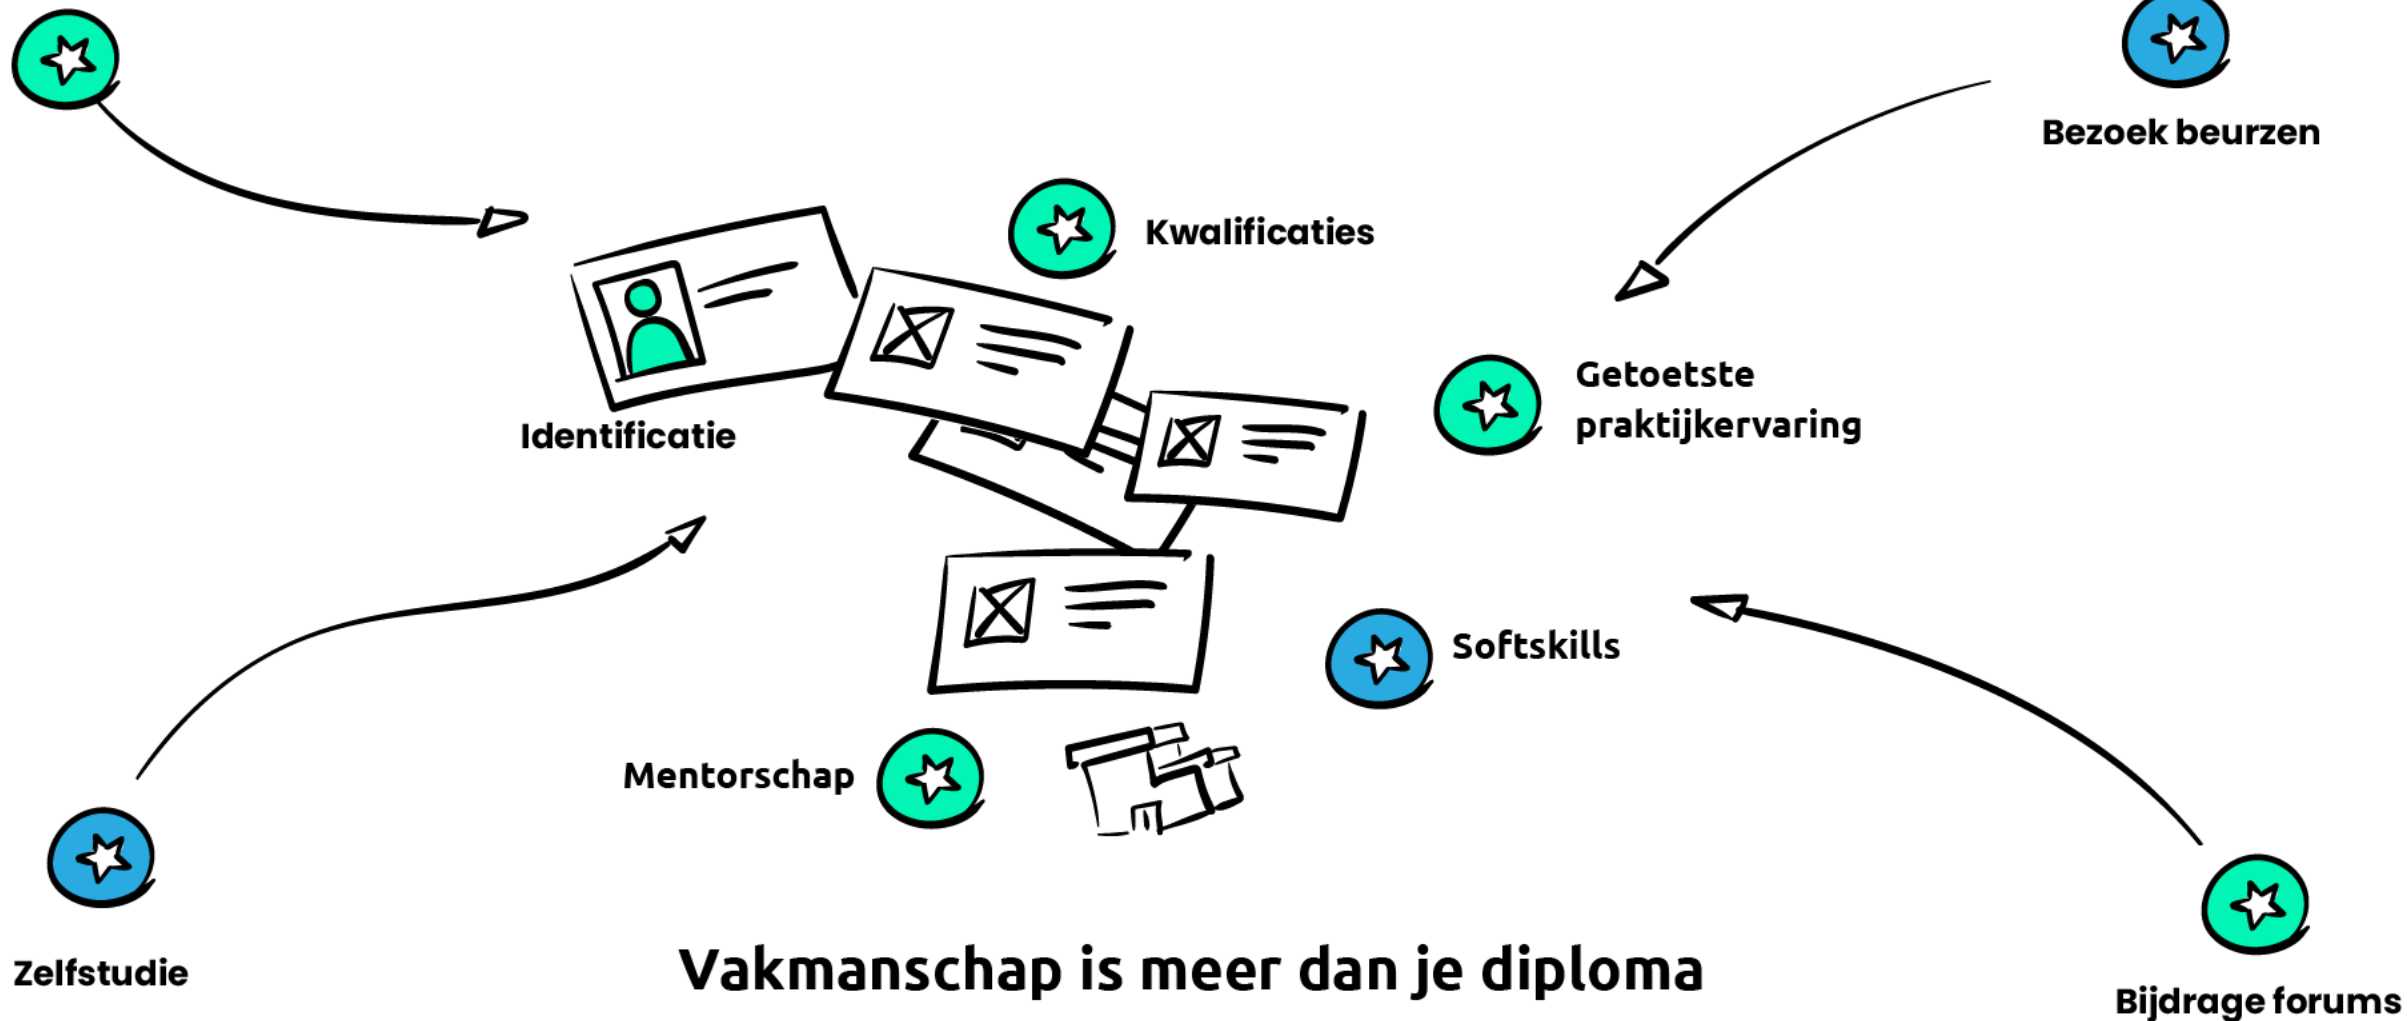 Bezoek beurzen
Kwalificaties
Getoetste
praktijkervaring
Identificatie
Softskills
Mentorschap
Zelfstudie
Vakmanschap is meer dan je diploma
Bijdrage forums